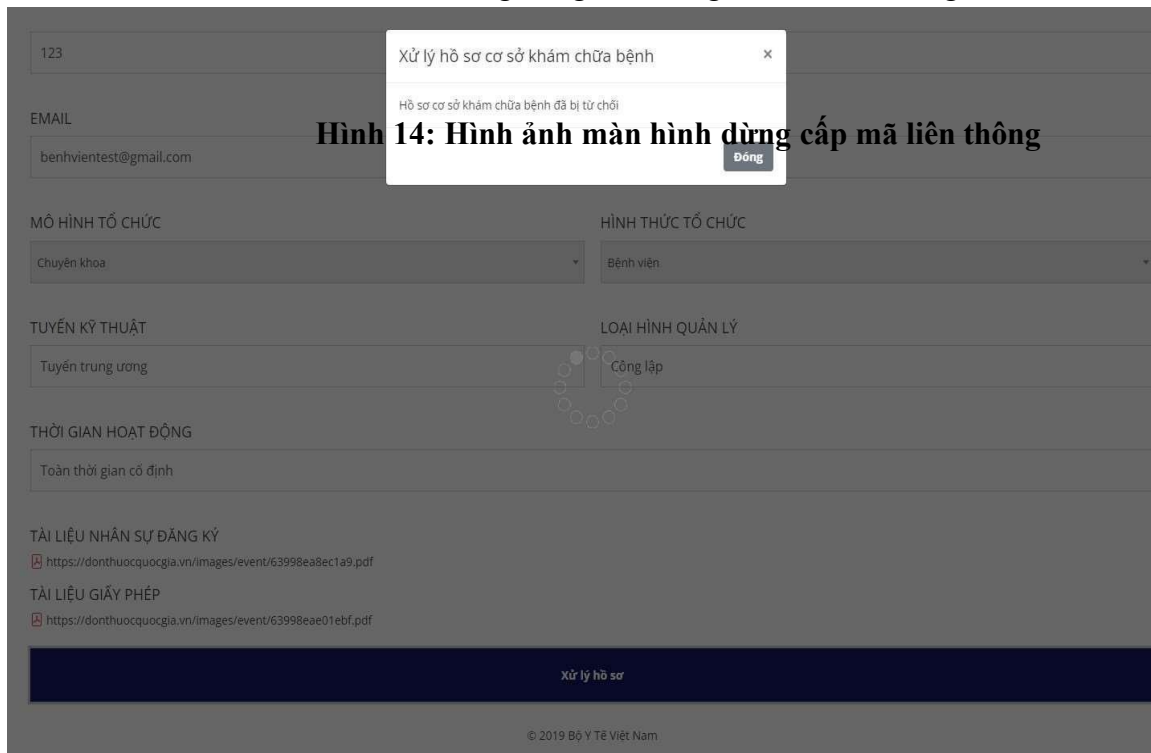 123
Xử lý hồ sơ cơ sở khám chữa bệnh ×
Hồ sơ cơ sở khám chữa bệnh đã bị từ chối
EMAIL
Hình 14: Hình ảnh màn hình dừng cấp mã liên thông
benhvientest@gmail.com
Đóng
MÔ HÌNH TỔ CHỨC
HÌNH THỨC TỔ CHỨC
Chuyên khoa
Bệnh viện
TUYẾN KỸ THUẬT
LOẠI HÌNH QUẢN LÝ
Tuyến trung ương
Công lập
THỜI GIAN HOẠT ĐỘNG
Toàn thời gian cố định
TÀI LIỆU NHÂN SỰ ĐĂNG KÝ
https://donthuocquocgia.vn/images/event/63998ea8ec1a9.pdf
TÀI LIỆU GIẤY PHÉP
https://donthuocquocgia.vn/images/event/63998eae01ebf.pdf
Xử lý hồ sơ
© 2019 Bộ Y Tế Việt Nam